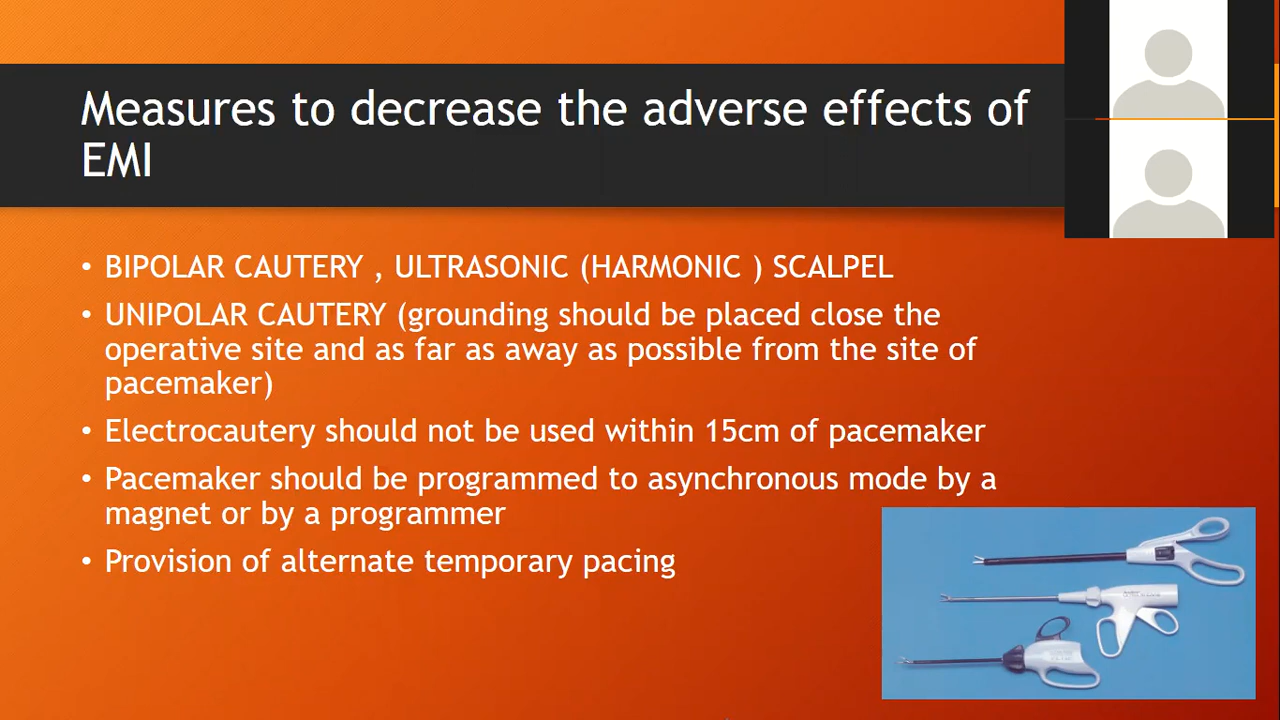 Measures to decrease the adverse effects of
EMI
• BIPOLAR CAUTERY , ULTRASONIC (HARMONIC ) SCALPEL
• UNIPOLAR CAUTERY (grounding should be placed close the
operative site and as far as away as possible from the site of
pacemaker)
• Electrocautery should not be used within 15cm of pacemaker
• Pacemaker should be programmed to asynchronous mode by a
magnet or by a programmer
• Provision of alternate temporary pacing